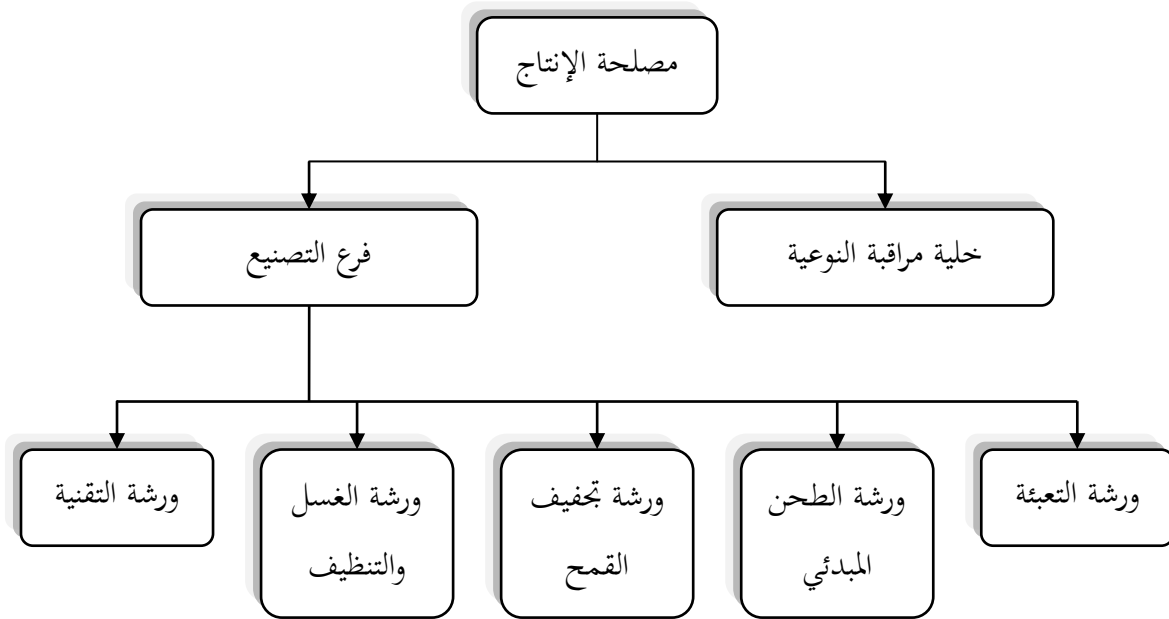 مصلحة الإنتاج
خلية مراقبة النوعية
فرع التصنيع
ورشة التعبئة
ورشة الطحن
المبدئي
ورشة تجفيف
القمح
ورشة الغسل
والتنظيف
ورشة التقنية